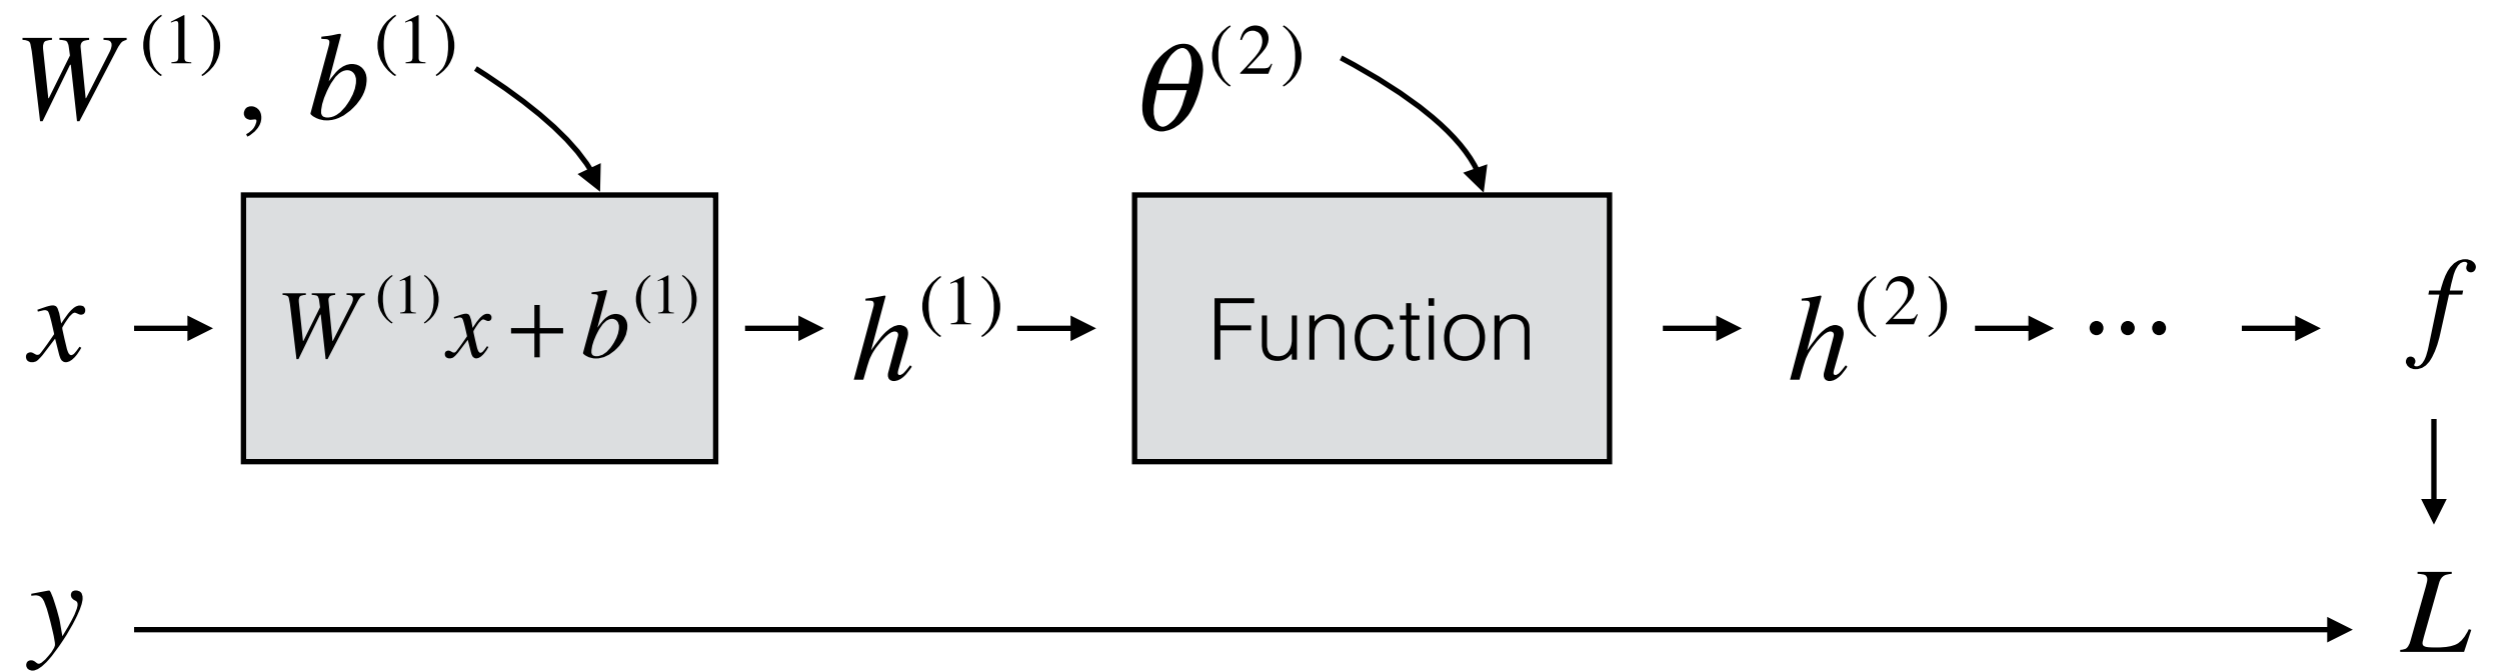 W⁽¹⁾, b⁽¹⁾ θ⁽²⁾
x W⁽¹⁾x + b⁽¹⁾ h⁽¹⁾ Function h⁽²⁾ ... f
y L